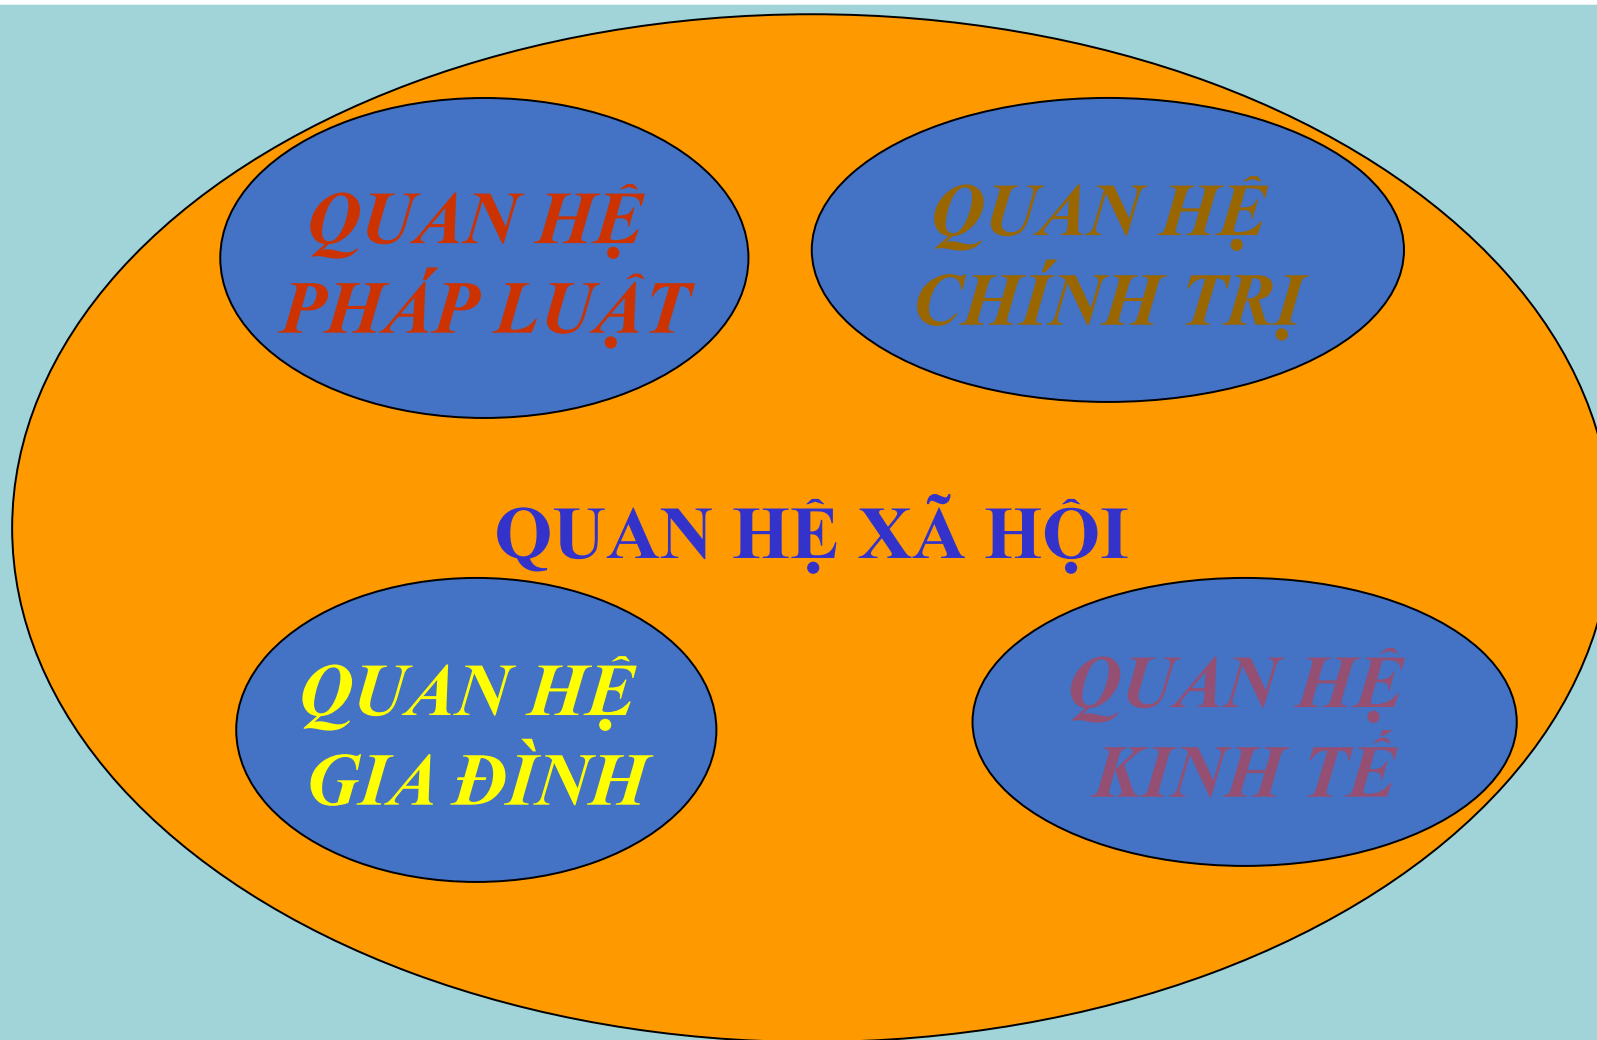 QUAN HỆ
PHÁP LUẬT
QUAN HỆ
CHÍNH TRỊ
QUAN HỆ XÃ HỘI
QUAN HỆ
GIA ĐÌNH
QUAN HỆ
KINH TẾ